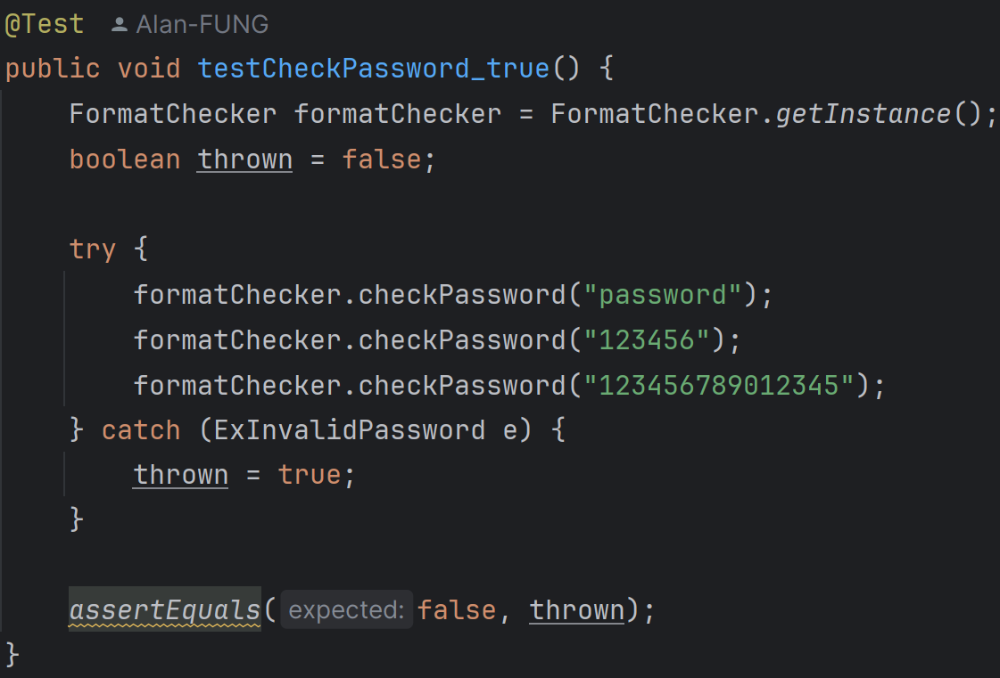 @Test Alan-FUNG
public void testCheckPassword_true() {
FormatChecker formatChecker = FormatChecker.getInstance();
boolean thrown = false;
try {
formatChecker.checkPassword("password");
formatChecker.checkPassword("123456");
formatChecker.checkPassword("123456789012345");
} catch (ExInvalidPassword e) {
thrown = true;
}
assertEquals( expected: false, thrown);
}